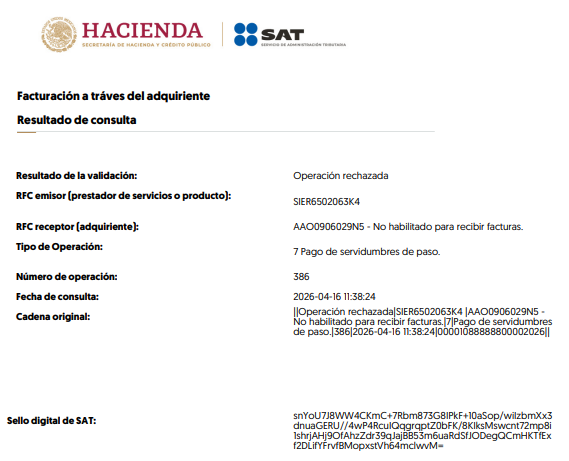 HACIENDA
SECRETARÍA DE HACIENDA Y CRÉDITO PÚBLICO
SAT
SERVICIO DE ADMINISTRACIÓN TRIBUTARIA
Facturación a tráves del adquiriente
Resultado de consulta
Resultado de la validación: Operación rechazada
RFC emisor (prestador de servicios o producto): SIER6502063K4
RFC receptor (adquiriente): AAO0906029N5 - No habilitado para recibir facturas.
Tipo de Operación: 7 Pago de servidumbres de paso.
Número de operación: 386
Fecha de consulta: 2026-04-16 11:38:24
Cadena original: ||Operación rechazada|SIER6502063K4 |AAO0906029N5 -
No habilitado para recibir facturas.|7|Pago de servidumbres
de paso.|386|2026-04-16 11:38:24|00001088888800002026||
Sello digital de SAT: snYoU7J8WW4CKmC+7Rbm873G8IPkF+10aSop/wiIzbmXx3
dnuaGERU//4wP4RcuIQqgrqptZ0bFK/8KIksMswcnt72mp8i
1shrjAHj9OfAhzZdr39qJajBB53m6uaRdSfJODegQCmHKTfEx
f2DLifYFrvfBMopxstVh64mcIwvM=